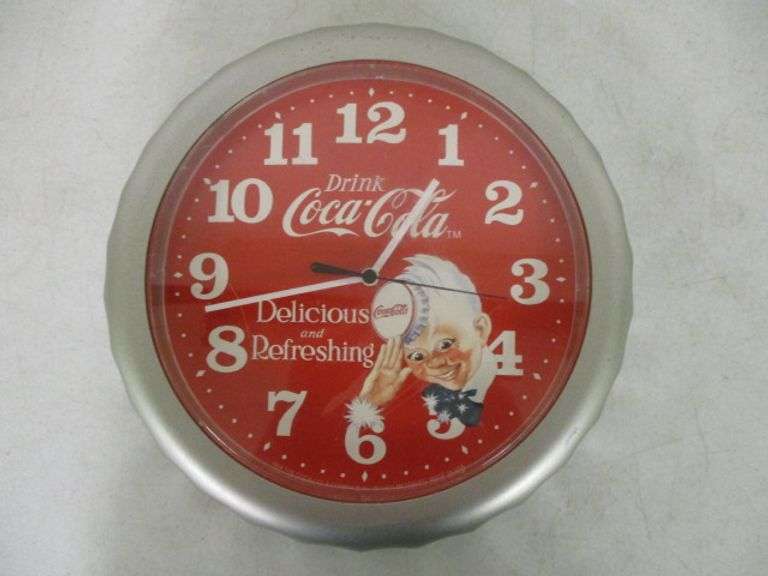 12
11 1
Drink
10 2
Coca-Cola TM
9 3
Delicious Coca-Cola
and
8 Refreshing 4
7 5
6